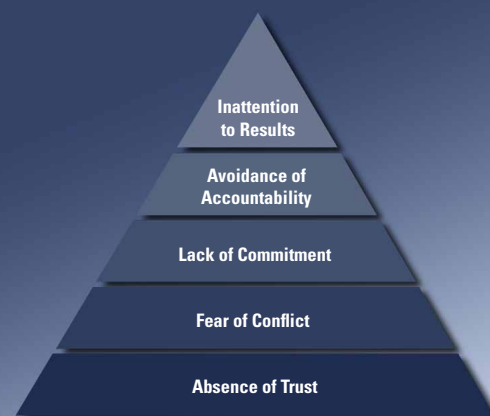 Inattention
to Results
Avoidance of
Accountability
Lack of Commitment
Fear of Conflict
Absence of Trust